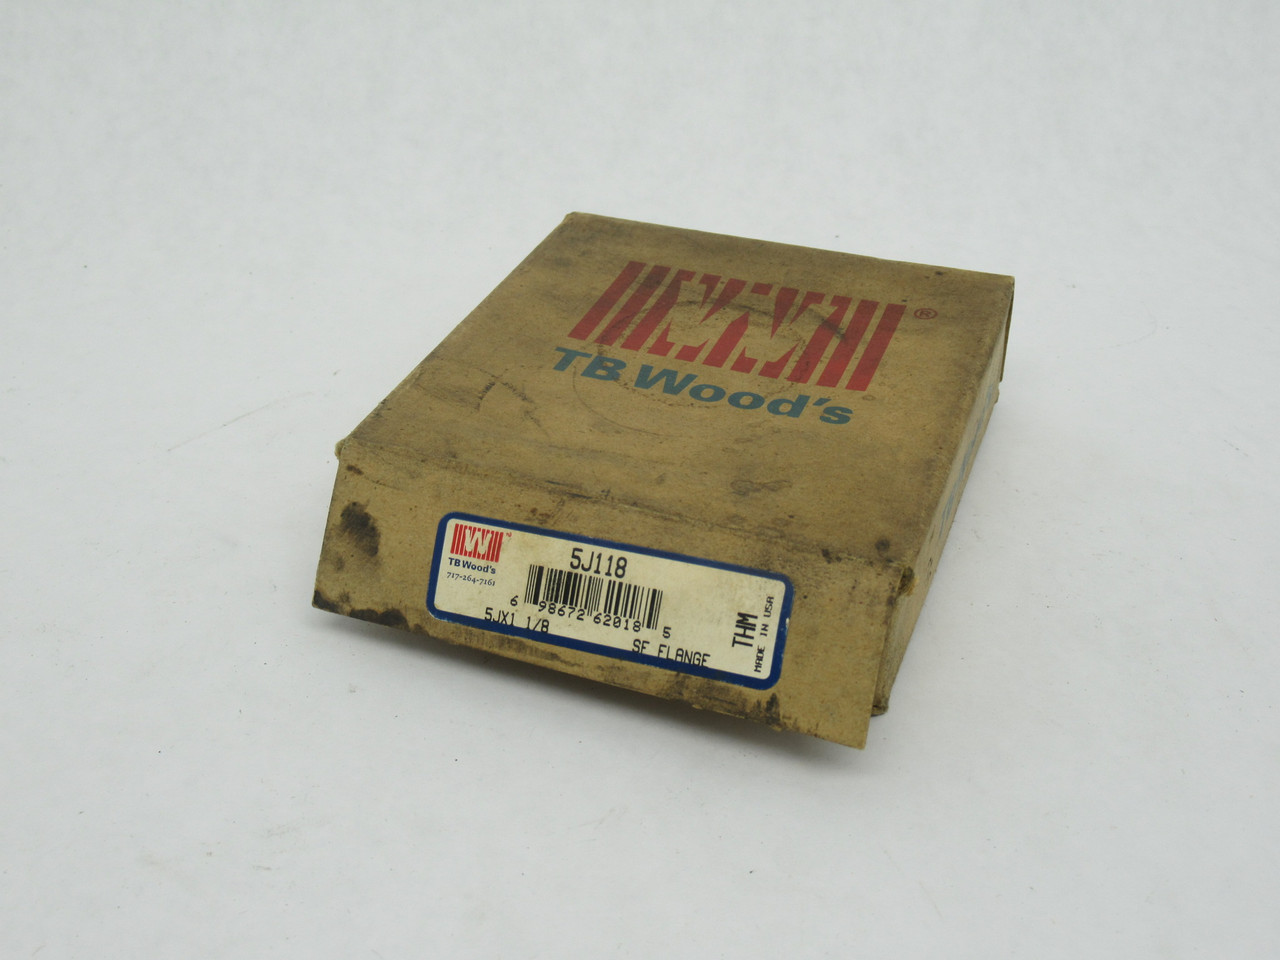 ®
TB Wood's
W
TB Wood's
717-264-7161
5J118
6 98672 62018 5
5JX1 1/8
SF FLANGE
THM
MADE IN USA